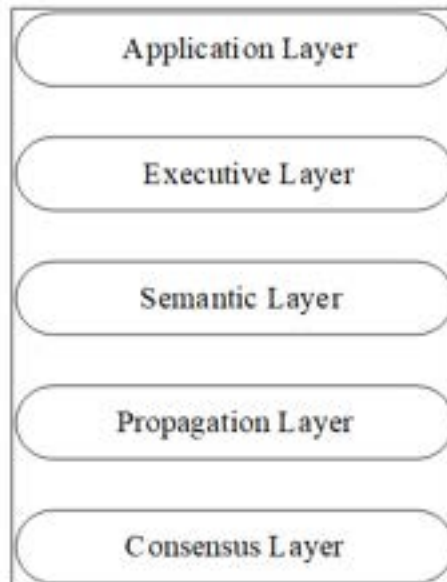 Application Layer
Executive Layer
Semantic Layer
Propagation Layer
Consensus Layer